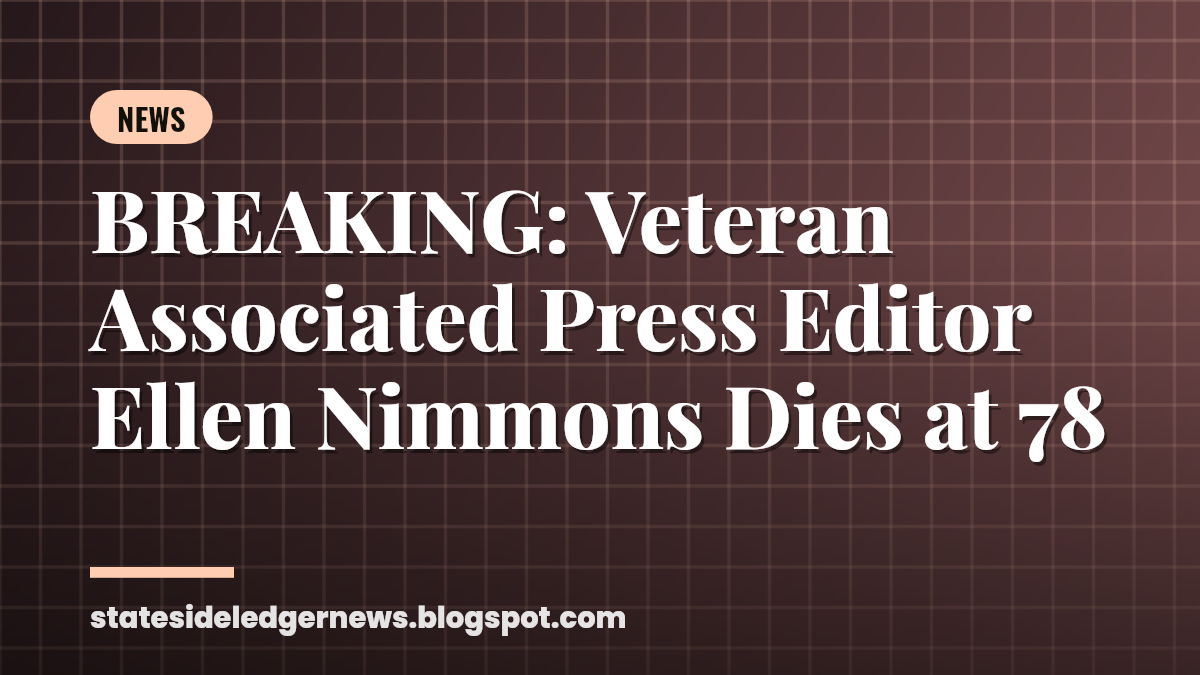 NEWS
BREAKING: Veteran
Associated Press Editor
Ellen Nimmons Dies at 78
statesideledgernews.blogspot.com